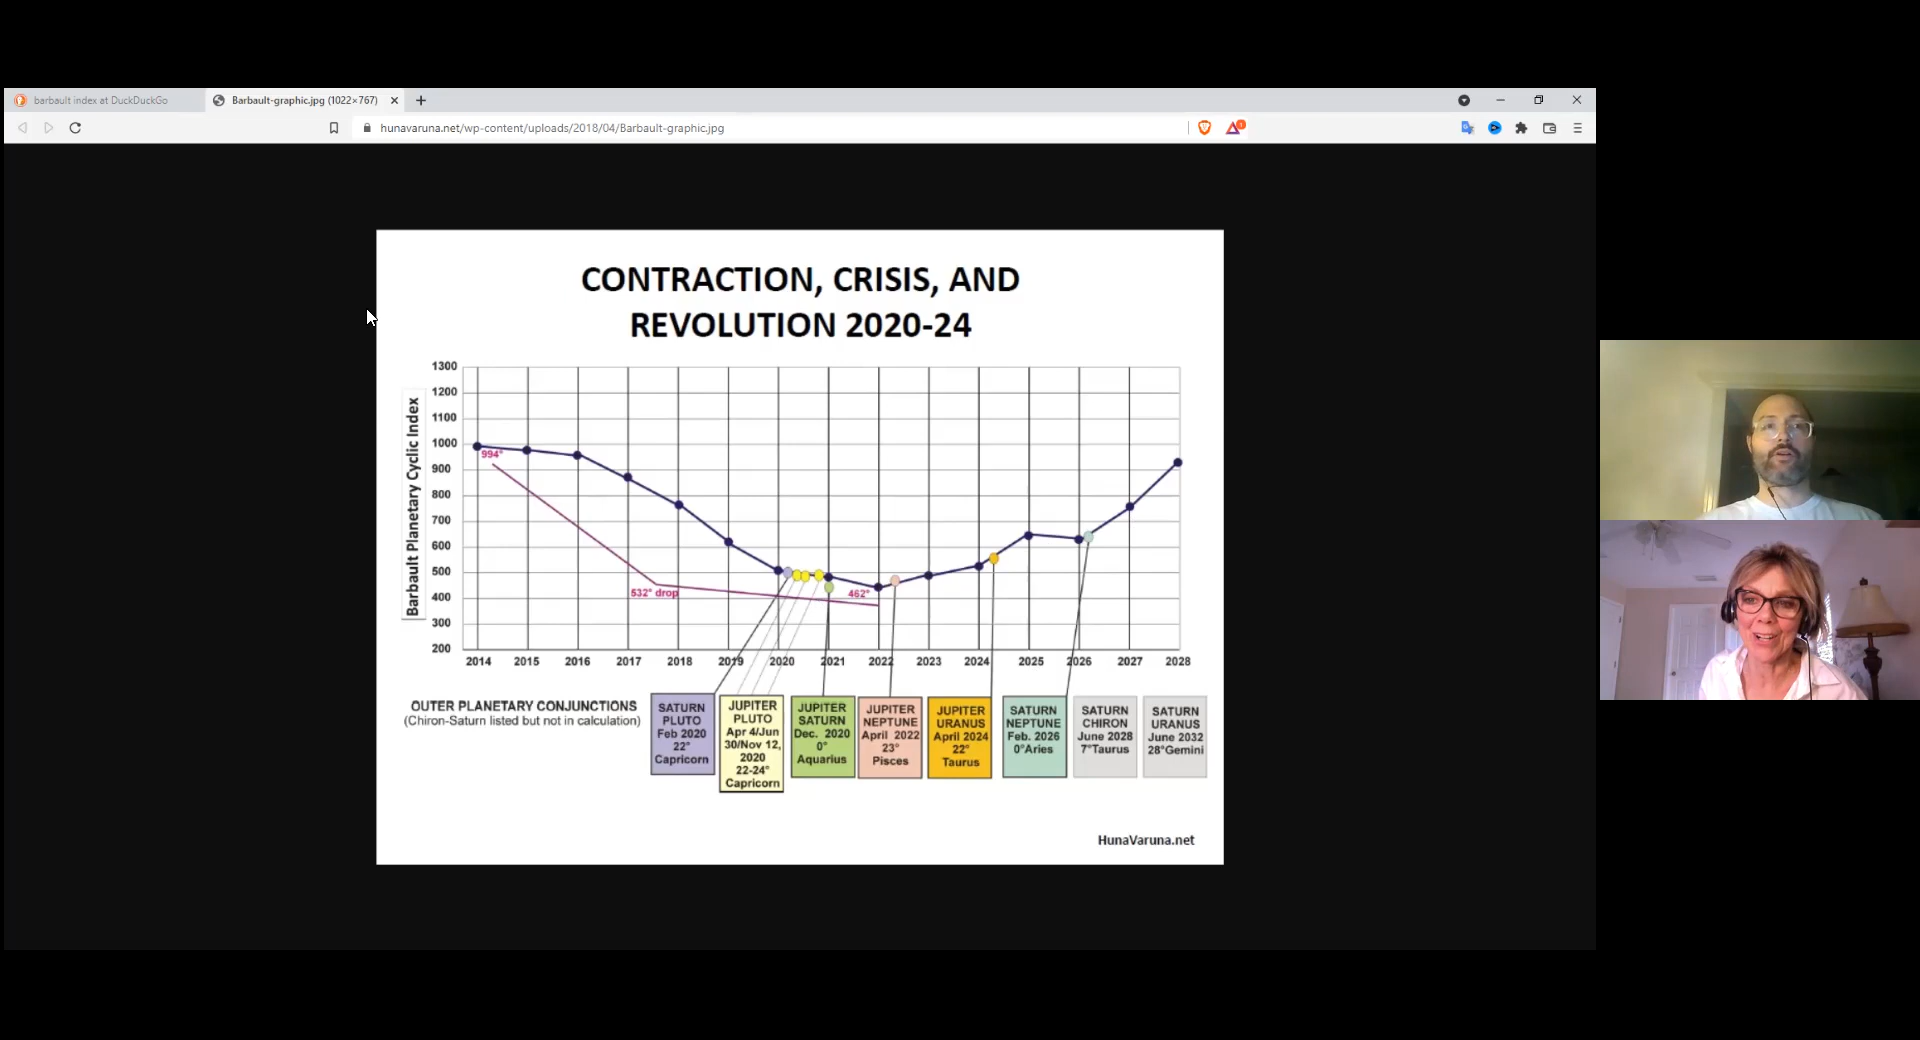 barbault index at DuckDuckGo
Barbault-graphic.jpg (1022×767)
hunavaruna.net/wp-content/uploads/2018/04/Barbault-graphic.jpg
CONTRACTION, CRISIS, AND
REVOLUTION 2020-24
Barbault Planetary Cyclic Index
1300
1200
1100
1000
900
800
700
600
500
400
300
200
994°
532° drop
462°
2014 2015 2016 2017 2018 2019 2020 2021 2022 2023 2024 2025 2026 2027 2028
OUTER PLANETARY CONJUNCTIONS
(Chiron-Saturn listed but not in calculation)
SATURN
PLUTO
Feb 2020
22°
Capricorn
JUPITER
PLUTO
Apr 4/Jun
30/Nov 12,
2020
22-24°
Capricorn
JUPITER
SATURN
Dec. 2020
0°
Aquarius
JUPITER
NEPTUNE
April 2022
23°
Pisces
JUPITER
URANUS
April 2024
22°
Taurus
SATURN
NEPTUNE
Feb. 2026
0°Aries
SATURN
CHIRON
June 2028
7°Taurus
SATURN
URANUS
June 2032
28°Gemini
HunaVaruna.net